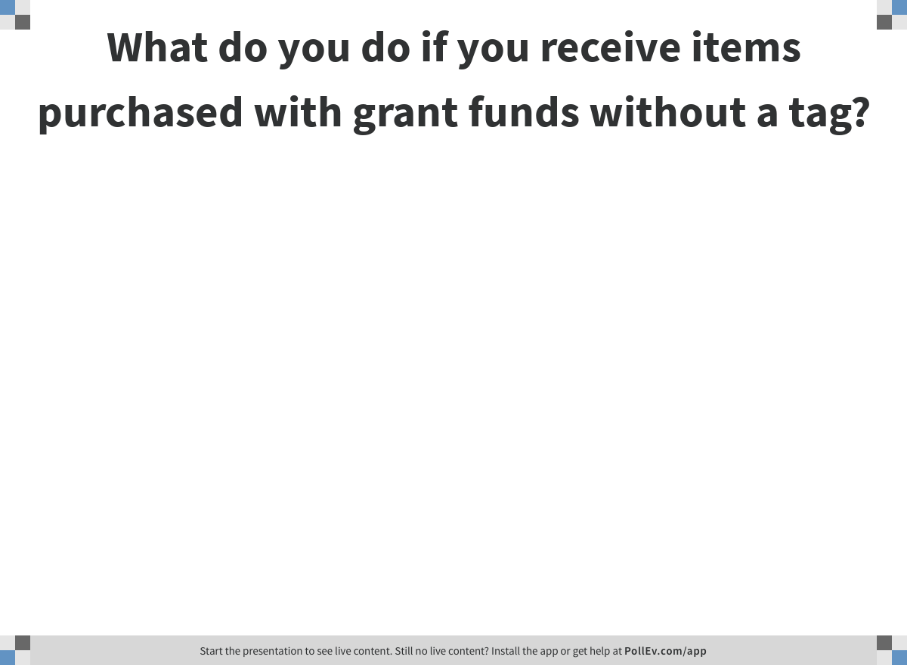 What do you do if you receive items
purchased with grant funds without a tag?
Start the presentation to see live content. Still no live content? Install the app or get help at PollEv.com/app